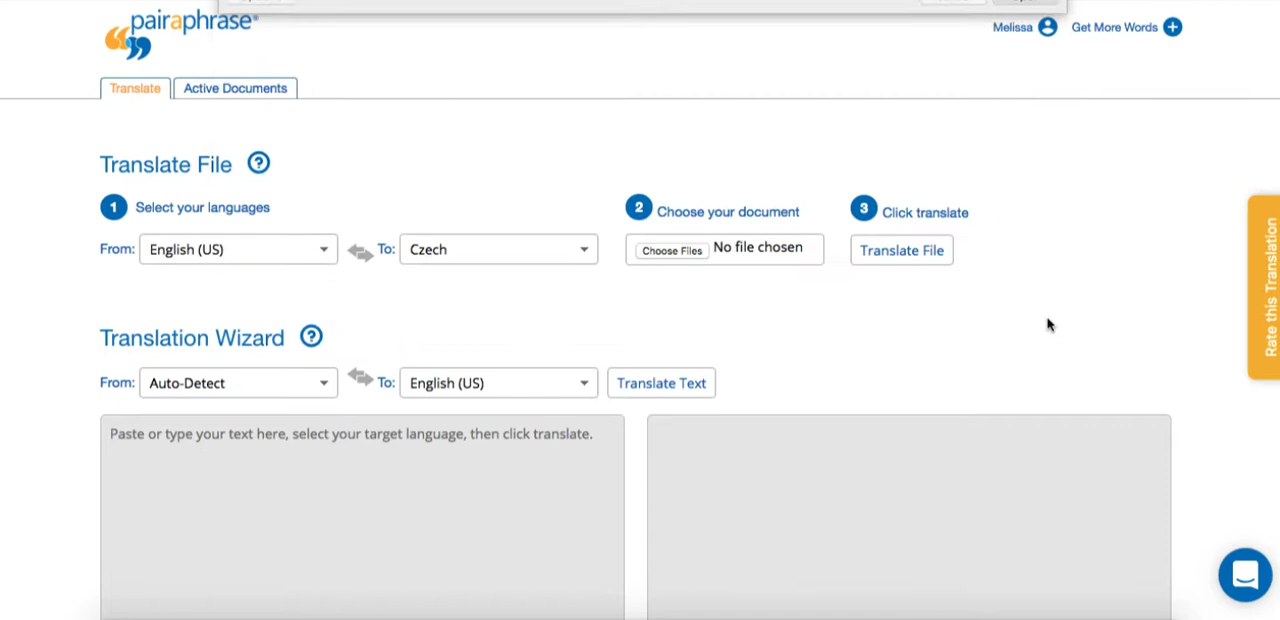 pairaphrase®
Melissa Get More Words
Translate Active Documents
Translate File ?
1 Select your languages 2 Choose your document 3 Click translate
From: English (US) To: Czech Choose Files No file chosen Translate File
Rate this Translation
Translation Wizard ?
From: Auto-Detect To: English (US) Translate Text
Paste or type your text here, select your target language, then click translate.